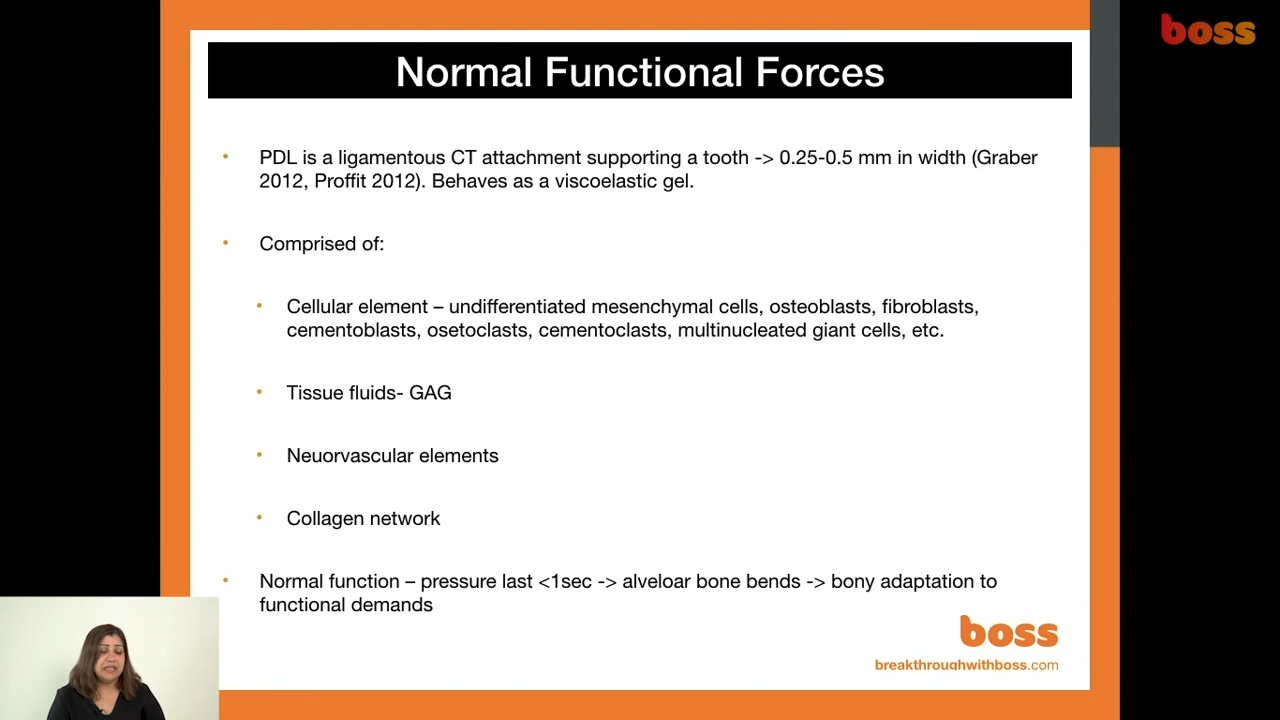 boss
Normal Functional Forces
• PDL is a ligamentous CT attachment supporting a tooth -> 0.25-0.5 mm in width (Graber
2012, Proffit 2012). Behaves as a viscoelastic gel.
• Comprised of:
• Cellular element – undifferentiated mesenchymal cells, osteoblasts, fibroblasts,
cementoblasts, osetoclasts, cementoclasts, multinucleated giant cells, etc.
• Tissue fluids- GAG
• Neuorvascular elements
• Collagen network
• Normal function – pressure last <1sec -> alveloar bone bends -> bony adaptation to
functional demands
boss
breakthroughwithboss.com